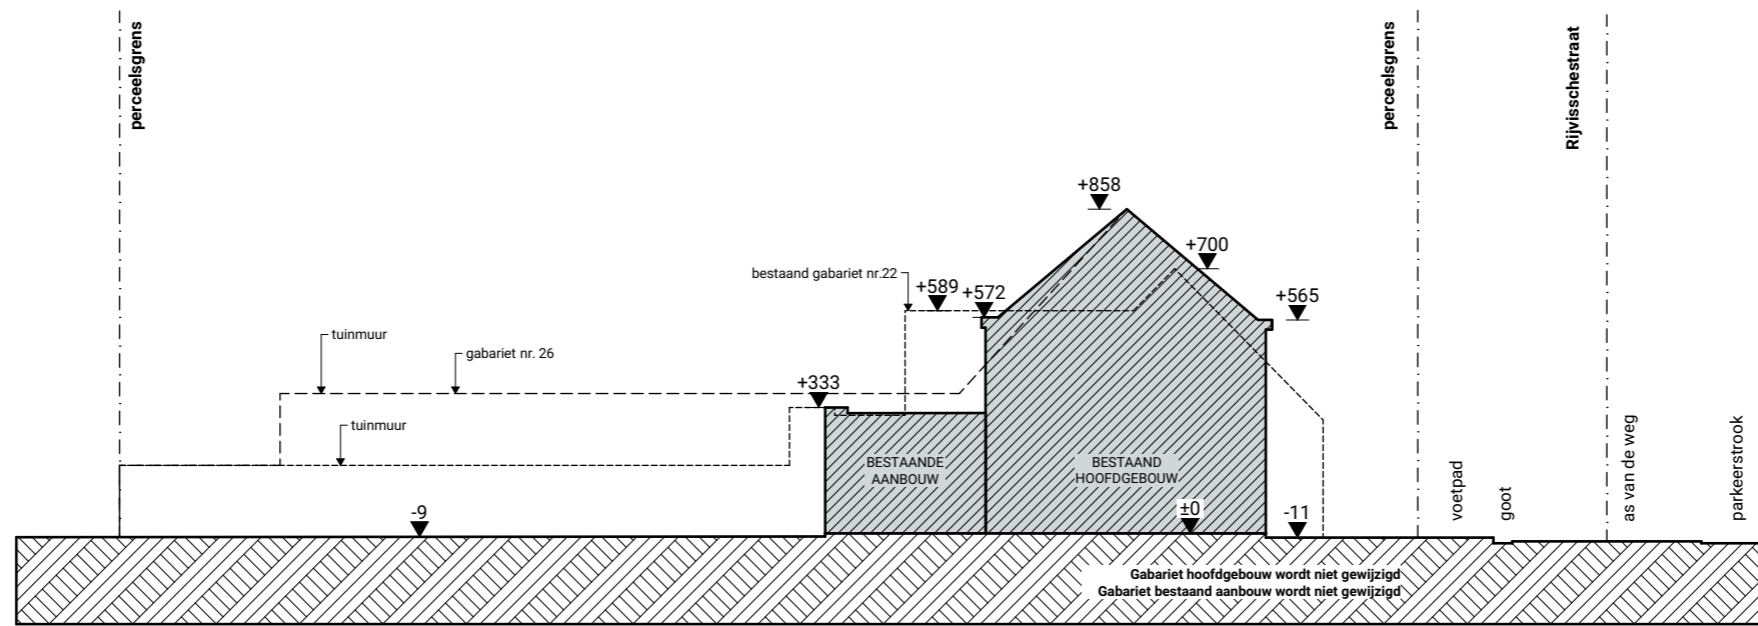 perceelsgrens
perceelsgrens
Rijvisschestraat
+858
+700
bestaand gabariet nr.22
+589
+572
+565
tuinmuur
gabariet nr. 26
+333
tuinmuur
BESTAANDE
AANBOUW
BESTAAND
HOOFDGEBOUW
-9
±0
-11
voetpad
goot
as van de weg
parkeerstrook
Gabariet hoofdgebouw wordt niet gewijzigd
Gabariet bestaand aanbouw wordt niet gewijzigd